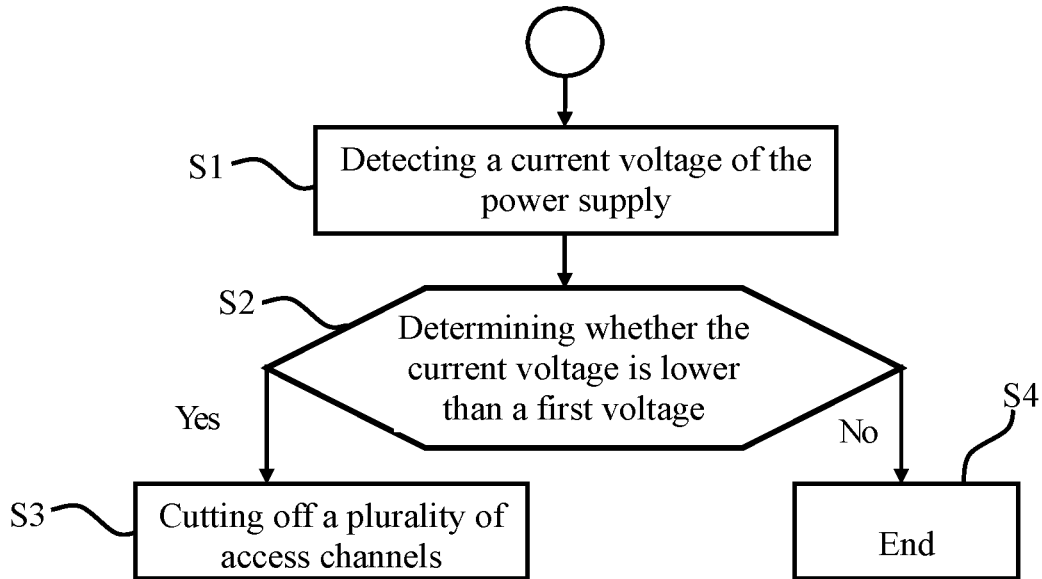 S1
Detecting a current voltage of the
power supply
S2
Determining whether the
current voltage is lower
than a first voltage
Yes
No
S4
S3
Cutting off a plurality of
access channels
End